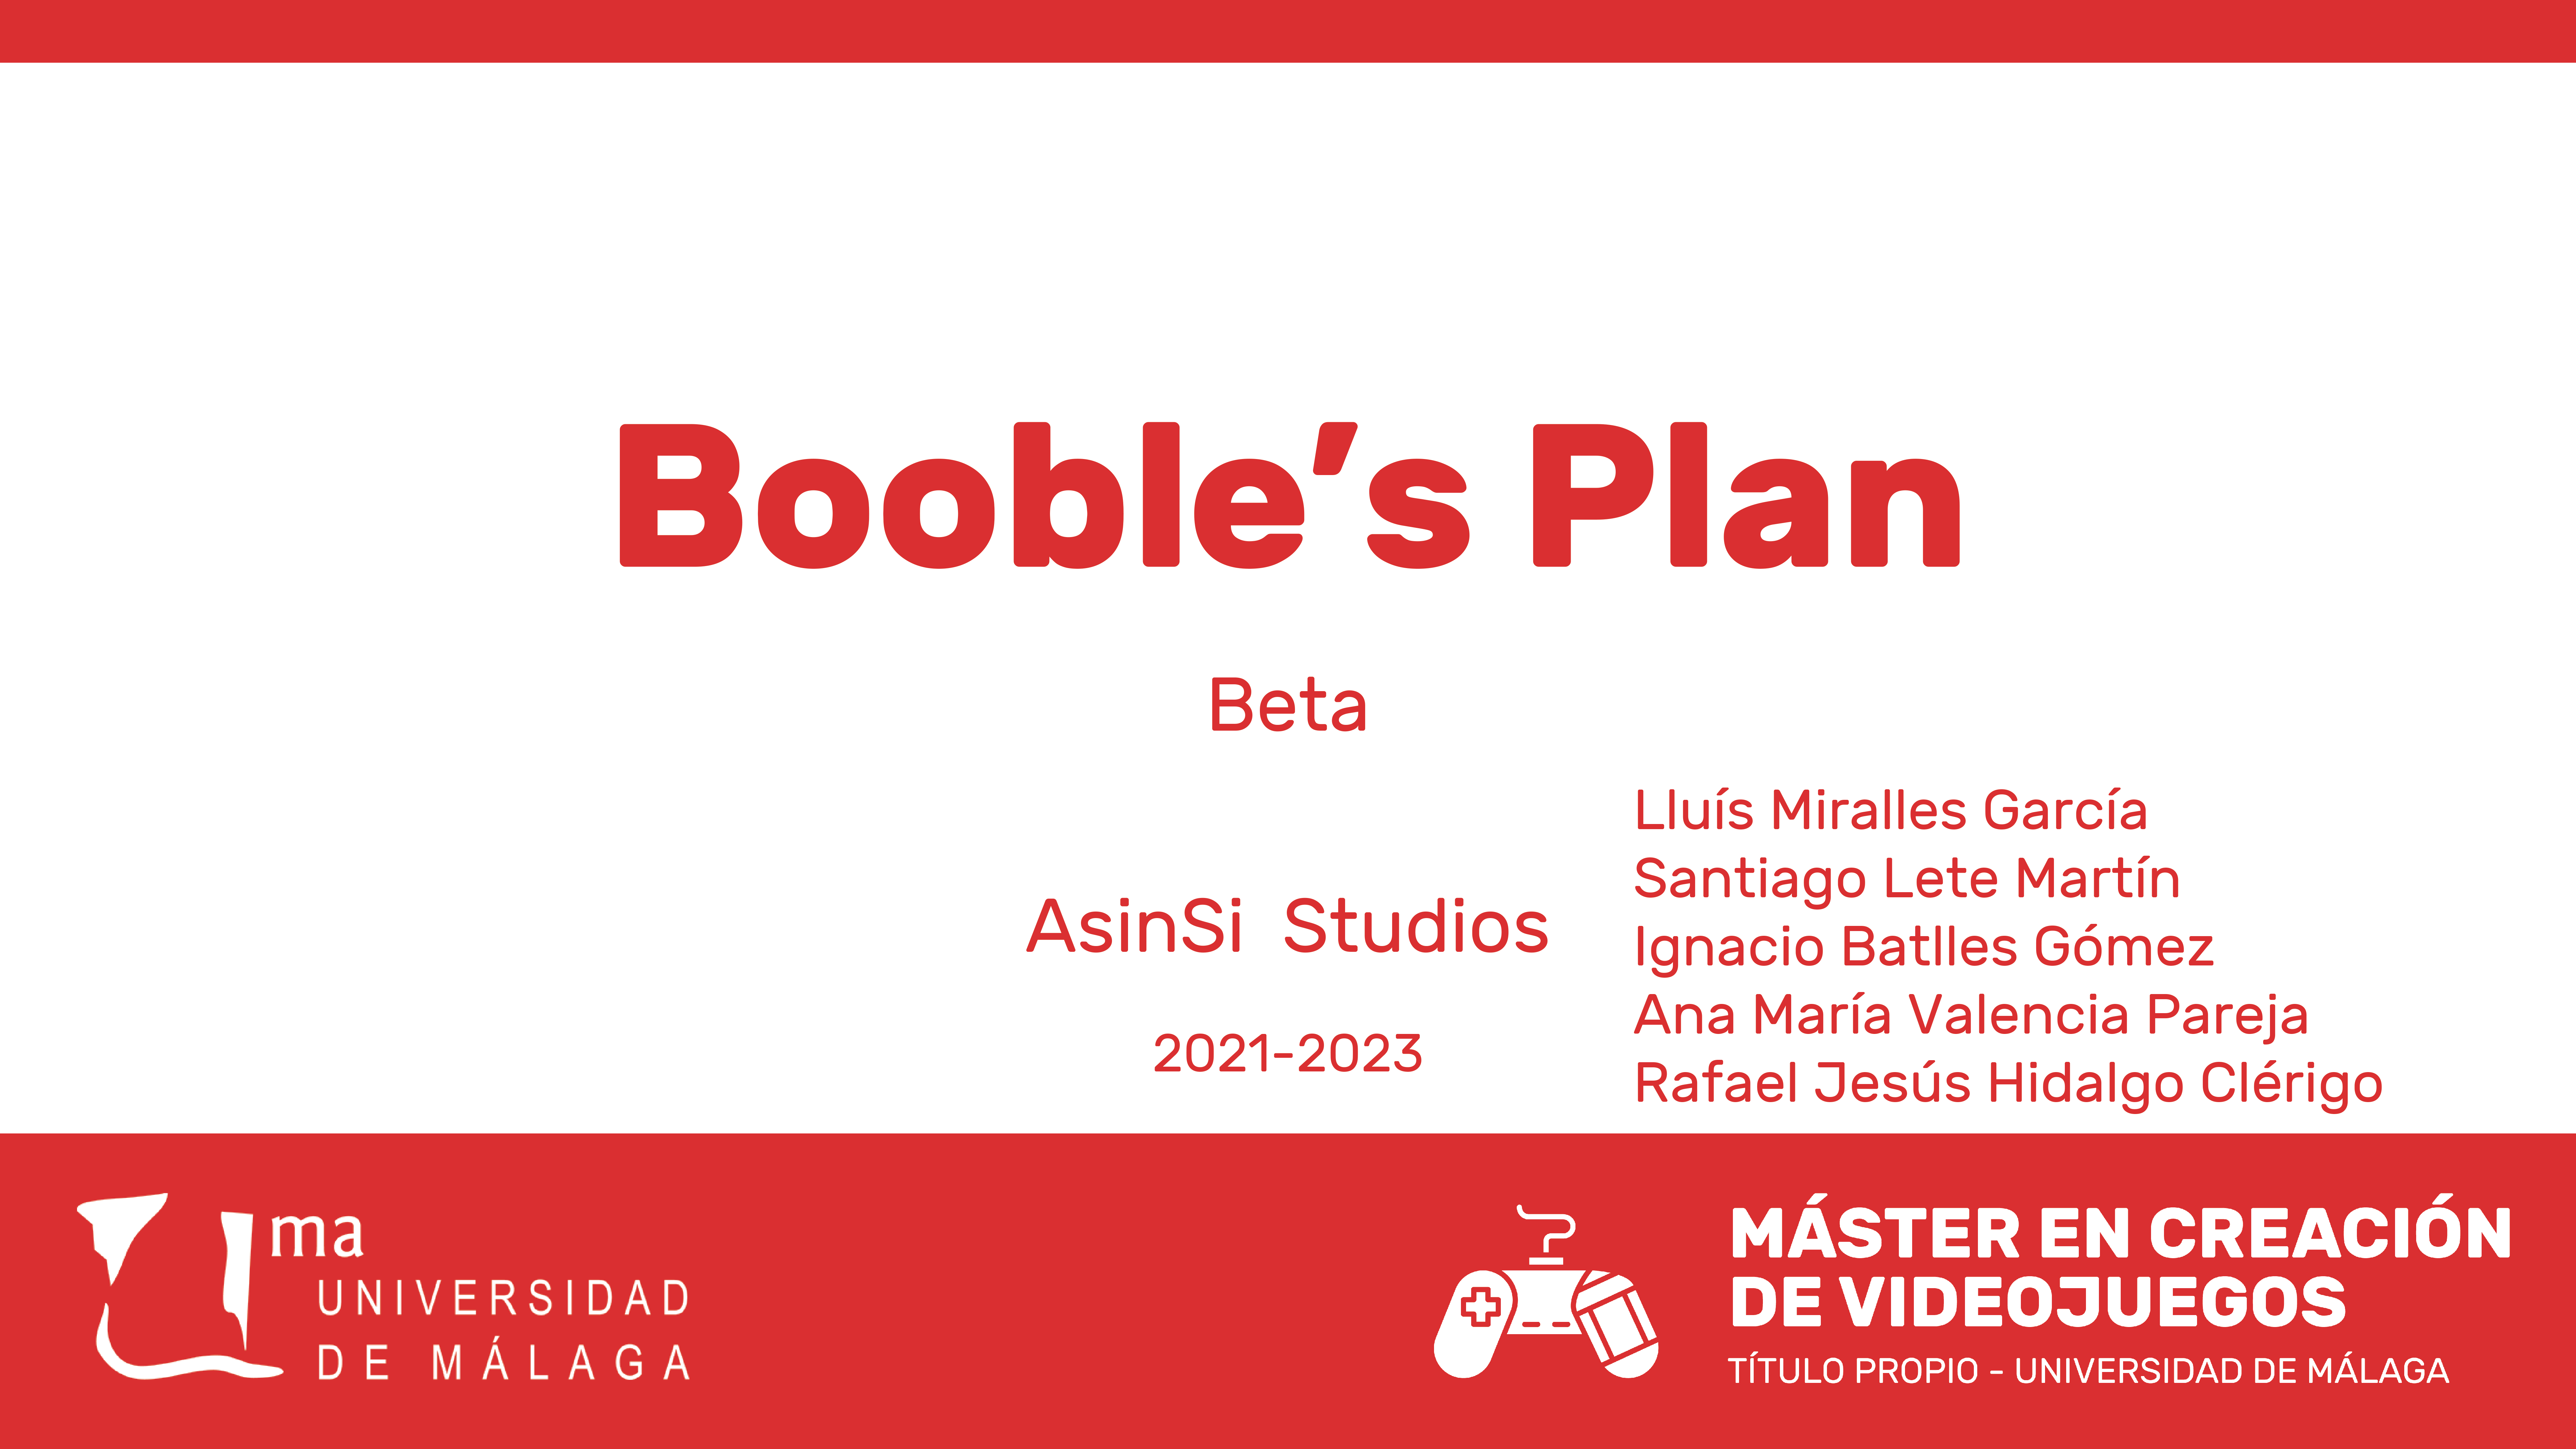 Booble’s Plan
Beta
AsinSi  Studios
2021-2023
Lluís Miralles García
Santiago Lete Martín
Ignacio Batlles Gómez
Ana María Valencia Pareja
Rafael Jesús Hidalgo Clérigo
uma
UNIVERSIDAD
DE MÁLAGA
MÁSTER EN CREACIÓN
DE VIDEOJUEGOS
TÍTULO PROPIO - UNIVERSIDAD DE MÁLAGA